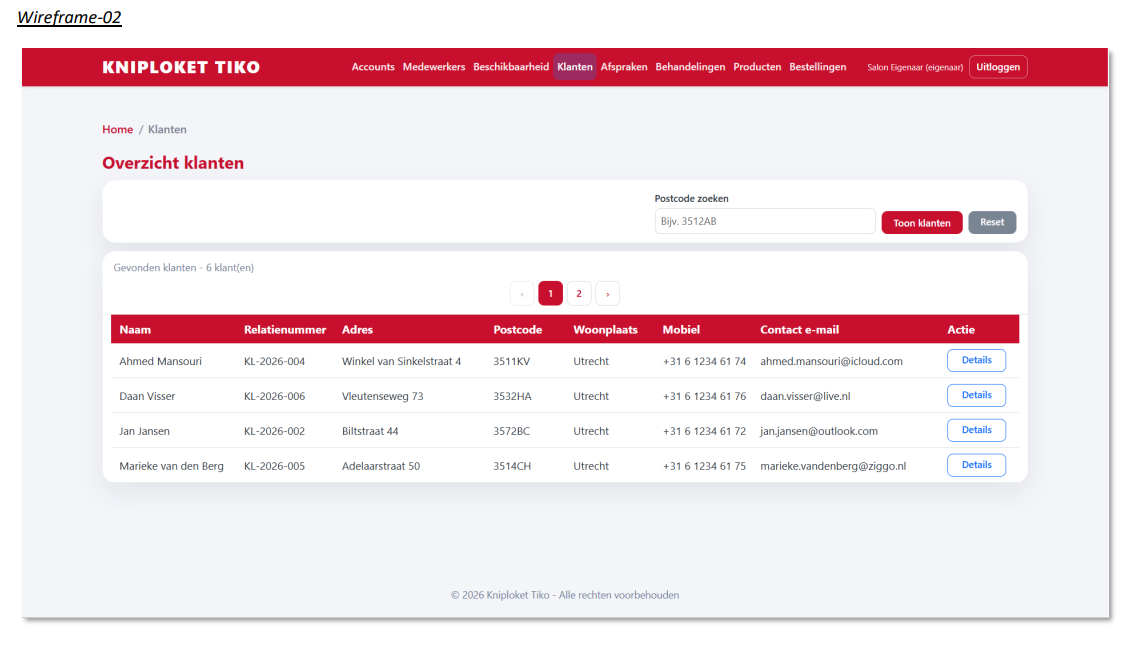 Wireframe-02
KNIPLOKET TIKO Accounts Medewerkers Beschikbaarheid Klanten Afspraken Behandelingen Producten Bestellingen Salon Eigenaar (eigenaar) Uitloggen
Home / Klanten
Overzicht klanten
Postcode zoeken
Bijv. 3512AB Toon klanten Reset
Gevonden klanten - 6 klant(en)
‹ 1 2 ›
Naam Relatienummer Adres Postcode Woonplaats Mobiel Contact e-mail Actie
Ahmed Mansouri KL-2026-004 Winkel van Sinkelstraat 4 3511KV Utrecht +31 6 1234 61 74 ahmed.mansouri@icloud.com Details
Daan Visser KL-2026-006 Vleutenseweg 73 3532HA Utrecht +31 6 1234 61 76 daan.visser@live.nl Details
Jan Jansen KL-2026-002 Biltstraat 44 3572BC Utrecht +31 6 1234 61 72 jan.jansen@outlook.com Details
Marieke van den Berg KL-2026-005 Adelaarstraat 50 3514CH Utrecht +31 6 1234 61 75 marieke.vandenberg@ziggo.nl Details
© 2026 Kniploket Tiko - Alle rechten voorbehouden